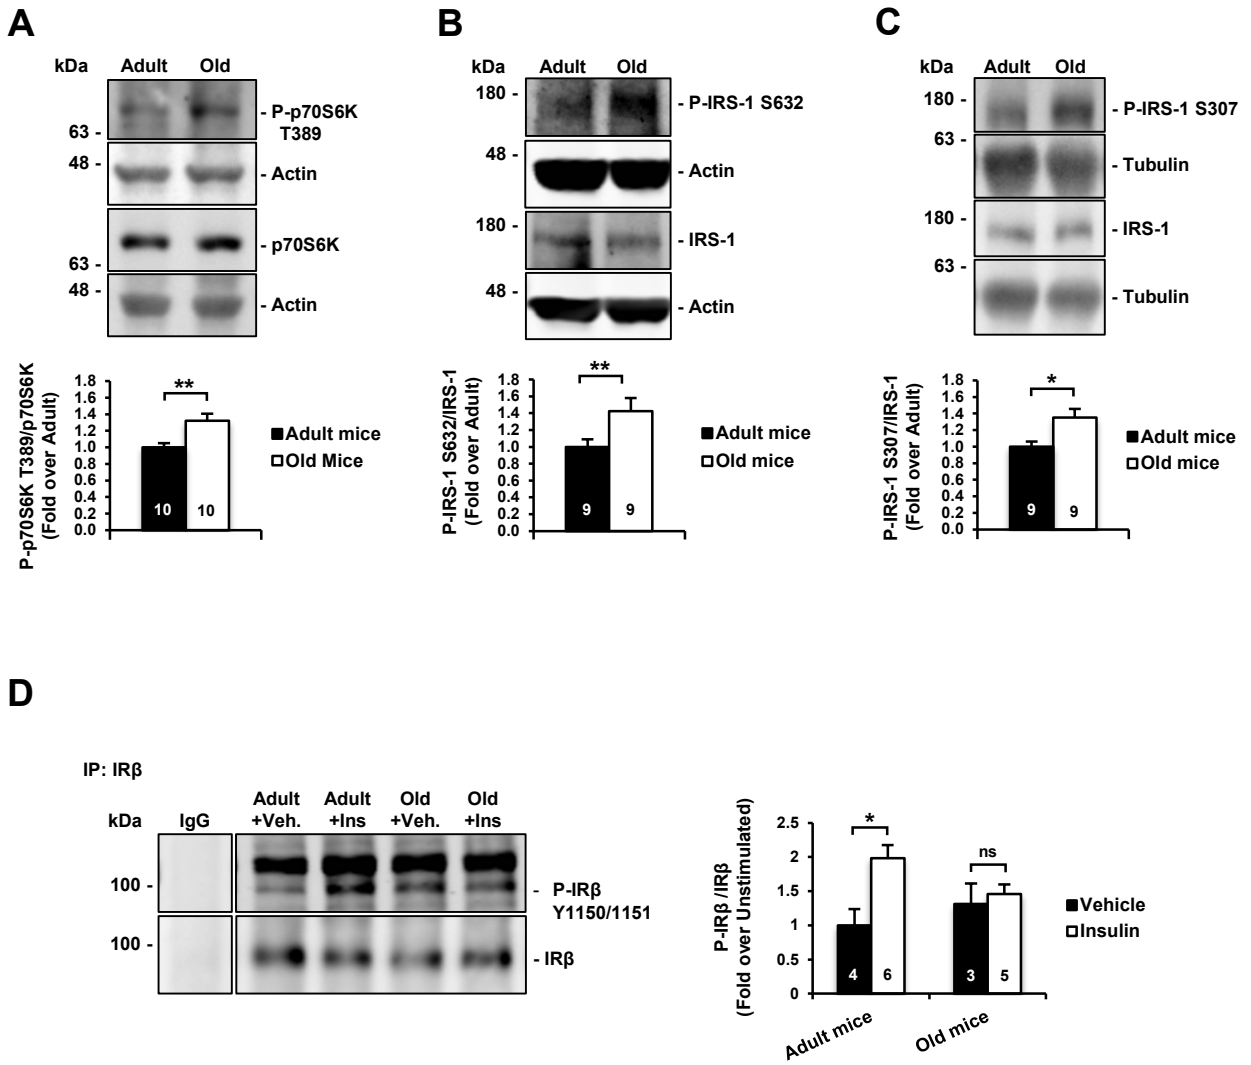 A
kDa Adult Old
- P-p70S6K
T389
63 -
48 -
- Actin
- p70S6K
63 -
48 -
- Actin
P-p70S6K T389/p70S6K
(Fold over Adult)
1.8
1.6
1.4
1.2
1.0
0.8
0.6
0.4
0.2
0.0
**
10 10
Adult mice
Old Mice
B
kDa Adult Old
180 -
- P-IRS-1 S632
48 -
- Actin
180 -
- IRS-1
48 -
- Actin
P-IRS-1 S632/IRS-1
(Fold over Adult)
1.8
1.6
1.4
1.2
1.0
0.8
0.6
0.4
0.2
0.0
**
9 9
Adult mice
Old mice
C
kDa Adult Old
180 -
- P-IRS-1 S307
63 -
- Tubulin
180 -
- IRS-1
63 -
- Tubulin
P-IRS-1 S307/IRS-1
(Fold over Adult)
1.8
1.6
1.4
1.2
1.0
0.8
0.6
0.4
0.2
0.0
*
9 9
Adult mice
Old mice
D
IP: IRβ
Adult Adult Old Old
kDa IgG +Veh. +Ins +Veh. +Ins
100 -
- P-IRβ
Y1150/1151
100 -
- IRβ
P-IRβ /IRβ
(Fold over Unstimulated)
2.5
2
1.5
1
0.5
0
*
ns
4 6 3 5
Adult mice Old mice
Vehicle
Insulin